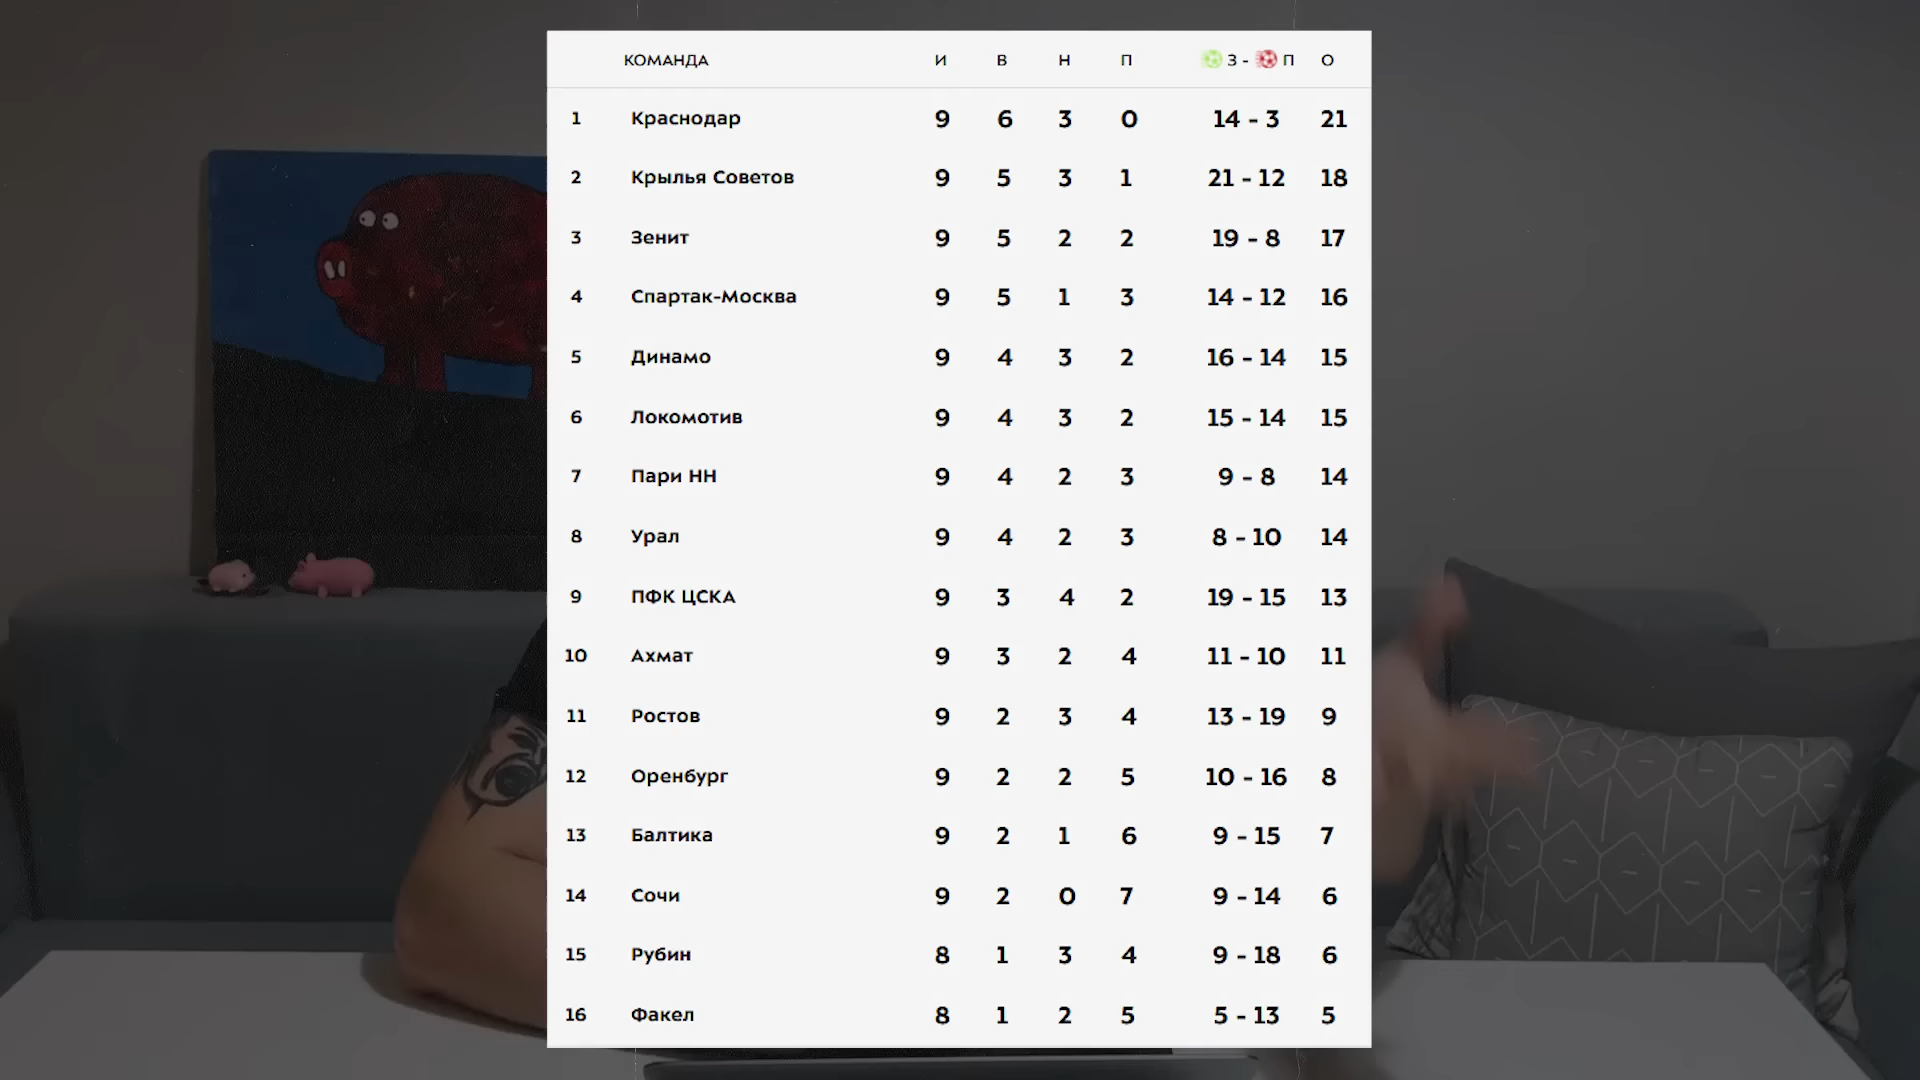 КОМАНДА И В Н П З - П О
1 Краснодар 9 6 3 0 14 - 3 21
2 Крылья Советов 9 5 3 1 21 - 12 18
3 Зенит 9 5 2 2 19 - 8 17
4 Спартак-Москва 9 5 1 3 14 - 12 16
5 Динамо 9 4 3 2 16 - 14 15
6 Локомотив 9 4 3 2 15 - 14 15
7 Пари НН 9 4 2 3 9 - 8 14
8 Урал 9 4 2 3 8 - 10 14
9 ПФК ЦСКА 9 3 4 2 19 - 15 13
10 Ахмат 9 3 2 4 11 - 10 11
11 Ростов 9 2 3 4 13 - 19 9
12 Оренбург 9 2 2 5 10 - 16 8
13 Балтика 9 2 1 6 9 - 15 7
14 Сочи 9 2 0 7 9 - 14 6
15 Рубин 8 1 3 4 9 - 18 6
16 Факел 8 1 2 5 5 - 13 5